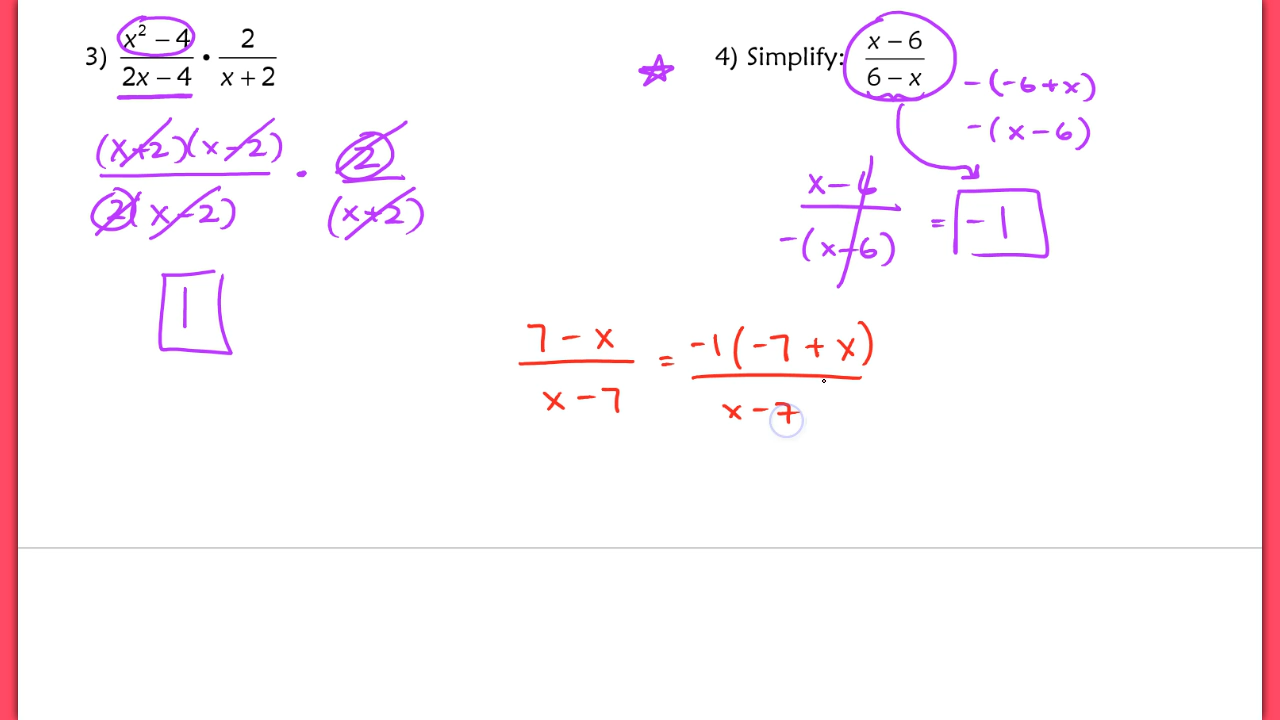 3) x² − 4 / 2x − 4 • 2 / x + 2
(x+2)(x−2) / 2(x−2) • 2 / (x+2)
1
☆ 4) Simplify: x − 6 / 6 − x
−(−6+x)
−(x−6)
x−6 / −(x−6) = −1
7 − x / x − 7 = −1(−7 + x) / x − 7